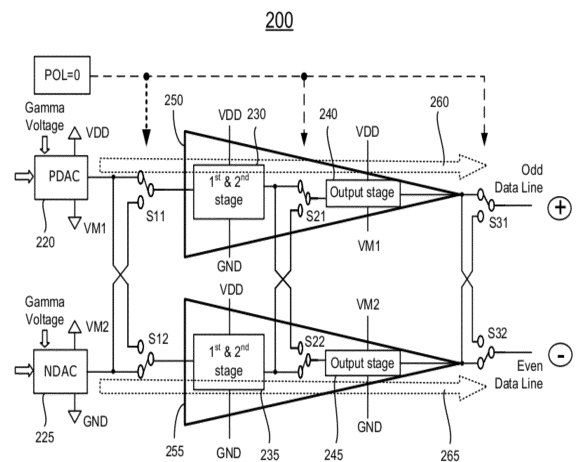 200
POL=0
Gamma
Voltage
VDD
PDAC
220
VM1
S11
250
VDD
230
1st & 2nd
stage
GND
240
VDD
S21
Output stage
VM1
260
Odd
Data Line
S31
+
Gamma
Voltage
VM2
NDAC
225
GND
S12
255
VDD
1st & 2nd
stage
GND
235
S22
VM2
Output stage
245
GND
265
S32
Even
Data Line
-